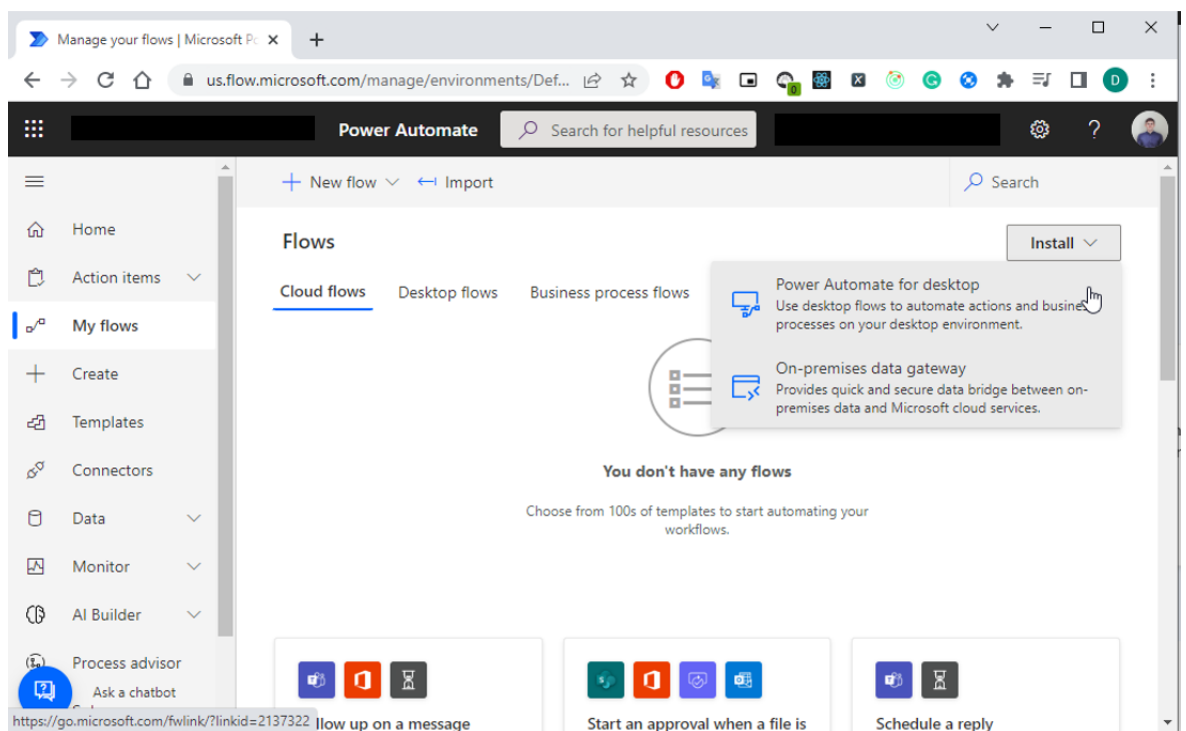 Manage your flows | Microsoft Po
us.flow.microsoft.com/manage/environments/Def...
0
D
Power Automate
Search for helpful resources
?
New flow
Import
Search
Home
Action items
My flows
Create
Templates
Connectors
Data
Monitor
AI Builder
Process advisor
Ask a chatbot
Flows
Install
Cloud flows
Desktop flows
Business process flows
Power Automate for desktop
Use desktop flows to automate actions and busine
processes on your desktop environment.
On-premises data gateway
Provides quick and secure data bridge between on-
premises data and Microsoft cloud services.
You don't have any flows
Choose from 100s of templates to start automating your
workflows.
llow up on a message
Start an approval when a file is
Schedule a reply
https://go.microsoft.com/fwlink/?linkid=2137322